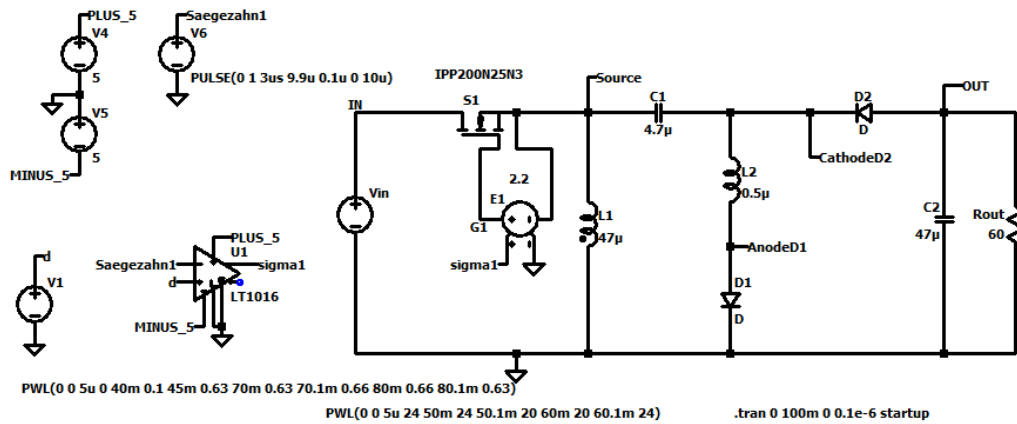 PLUS_5
V4
5
V5
5
MINUS_5
Saegezahn1
V6
PULSE(0 1 3us 9.9u 0.1u 0 10u)
IPP200N25N3
S1
IN
Source
C1
4.7µ
D2
D
OUT
CathodeD2
L2
0.5µ
2.2
E1
G1
sigma1
L1
47µ
Vin
AnodeD1
D1
D
C2
47µ
Rout
60
d
V1
PLUS_5
U1
Saegezahn1
sigma1
d
LT1016
MINUS_5
PWL(0 0 5u 0 40m 0.1 45m 0.63 70m 0.63 70.1m 0.66 80m 0.66 80.1m 0.63)
PWL(0 0 5u 24 50m 24 50.1m 20 60m 20 60.1m 24)
.tran 0 100m 0 0.1e-6 startup